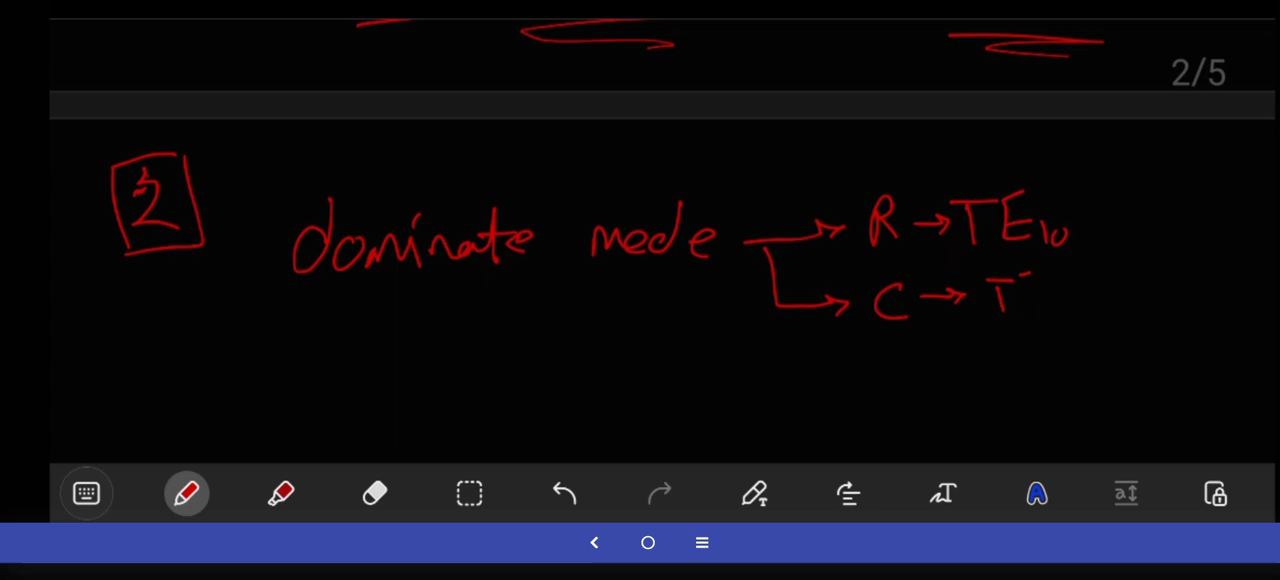 2/5
2 dominate mode → R → TE10
→ C → T